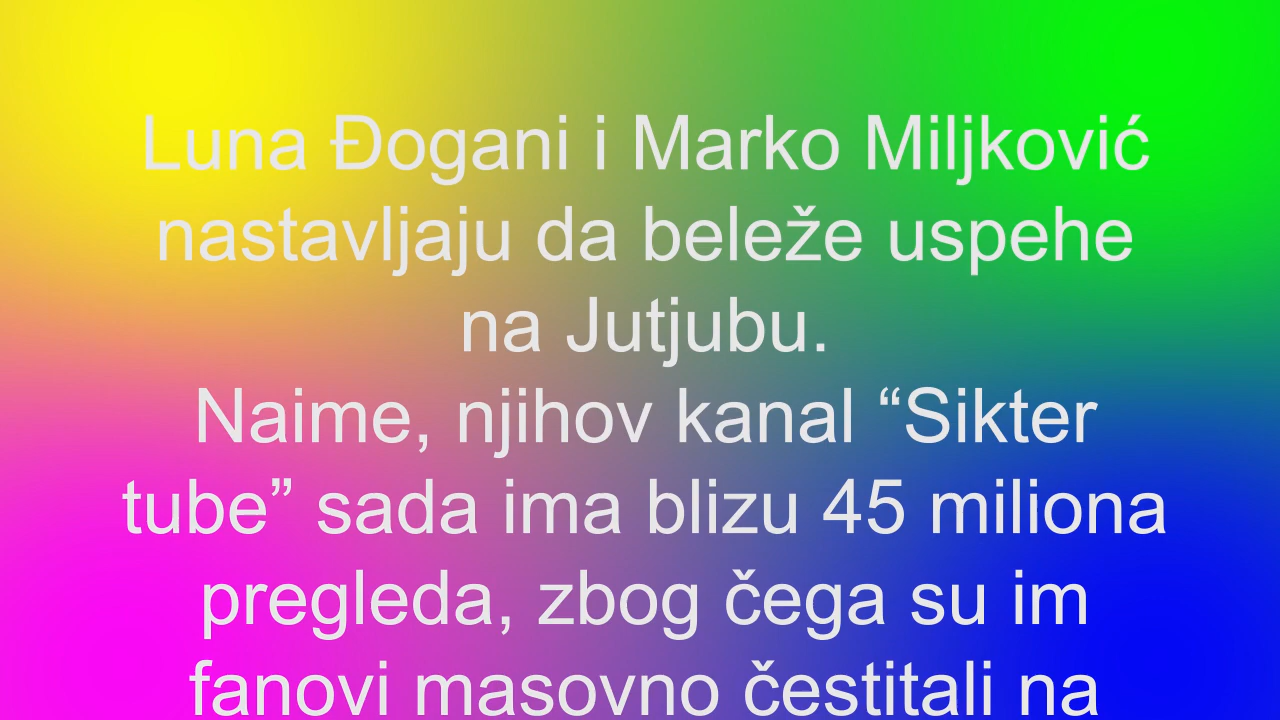 Luna Đogani i Marko Miljković
nastavljaju da beleže uspehe
na Jutjubu.
Naime, njihov kanal “Sikter
tube” sada ima blizu 45 miliona
pregleda, zbog čega su im
fanovi masovno čestitali na